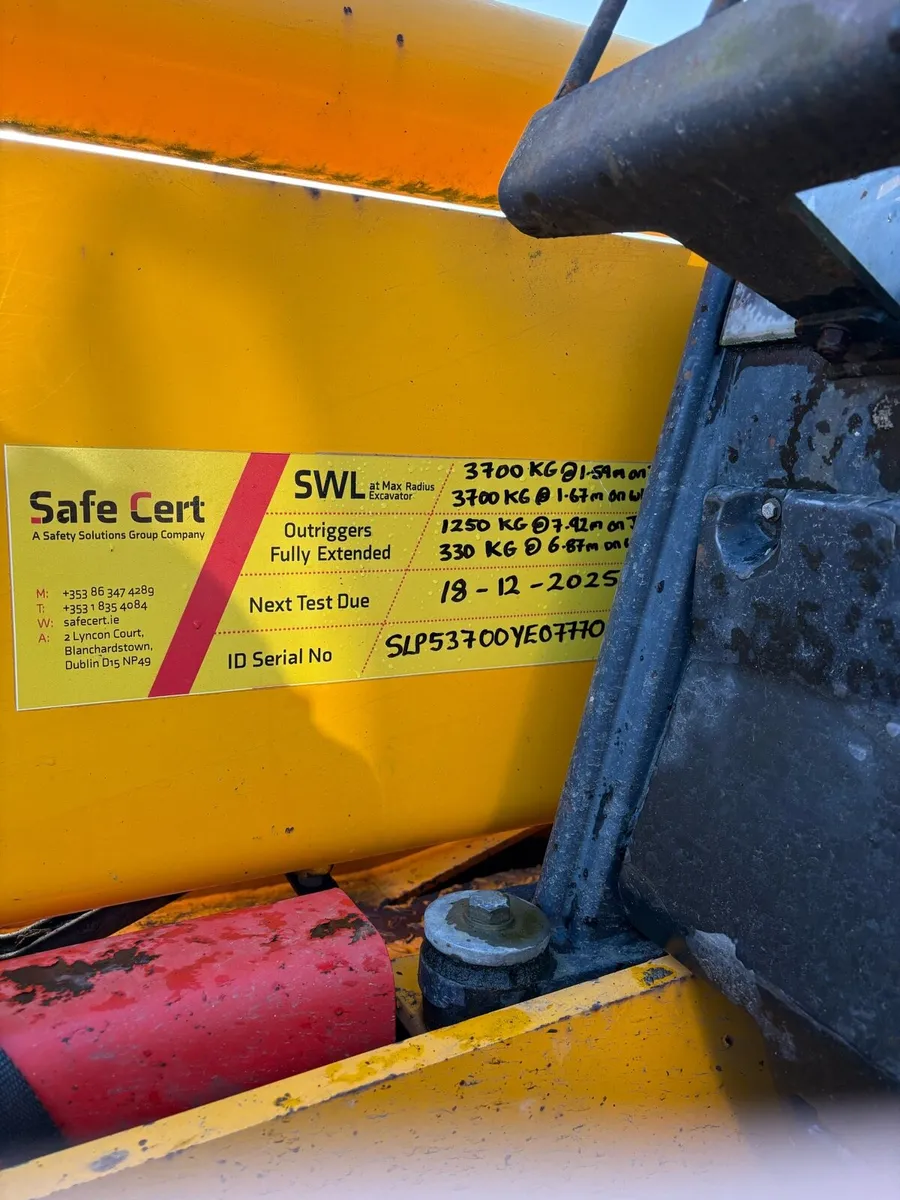 Safe Cert
A Safety Solutions Group Company
M: +353 86 347 4289
T: +353 1 835 4084
W: safecert.ie
A: 2 Lyncon Court,
Blanchardstown,
Dublin D15 NP49
SWL at Max Radius
Excavator
3700 KG @ 1.59m on
3700 KG @ 1.67m on
Outriggers
Fully Extended
1250 KG @ 7.92m on
330 KG @ 6.87m on
Next Test Due
18-12-2025
ID Serial No
SLP53700YE07770